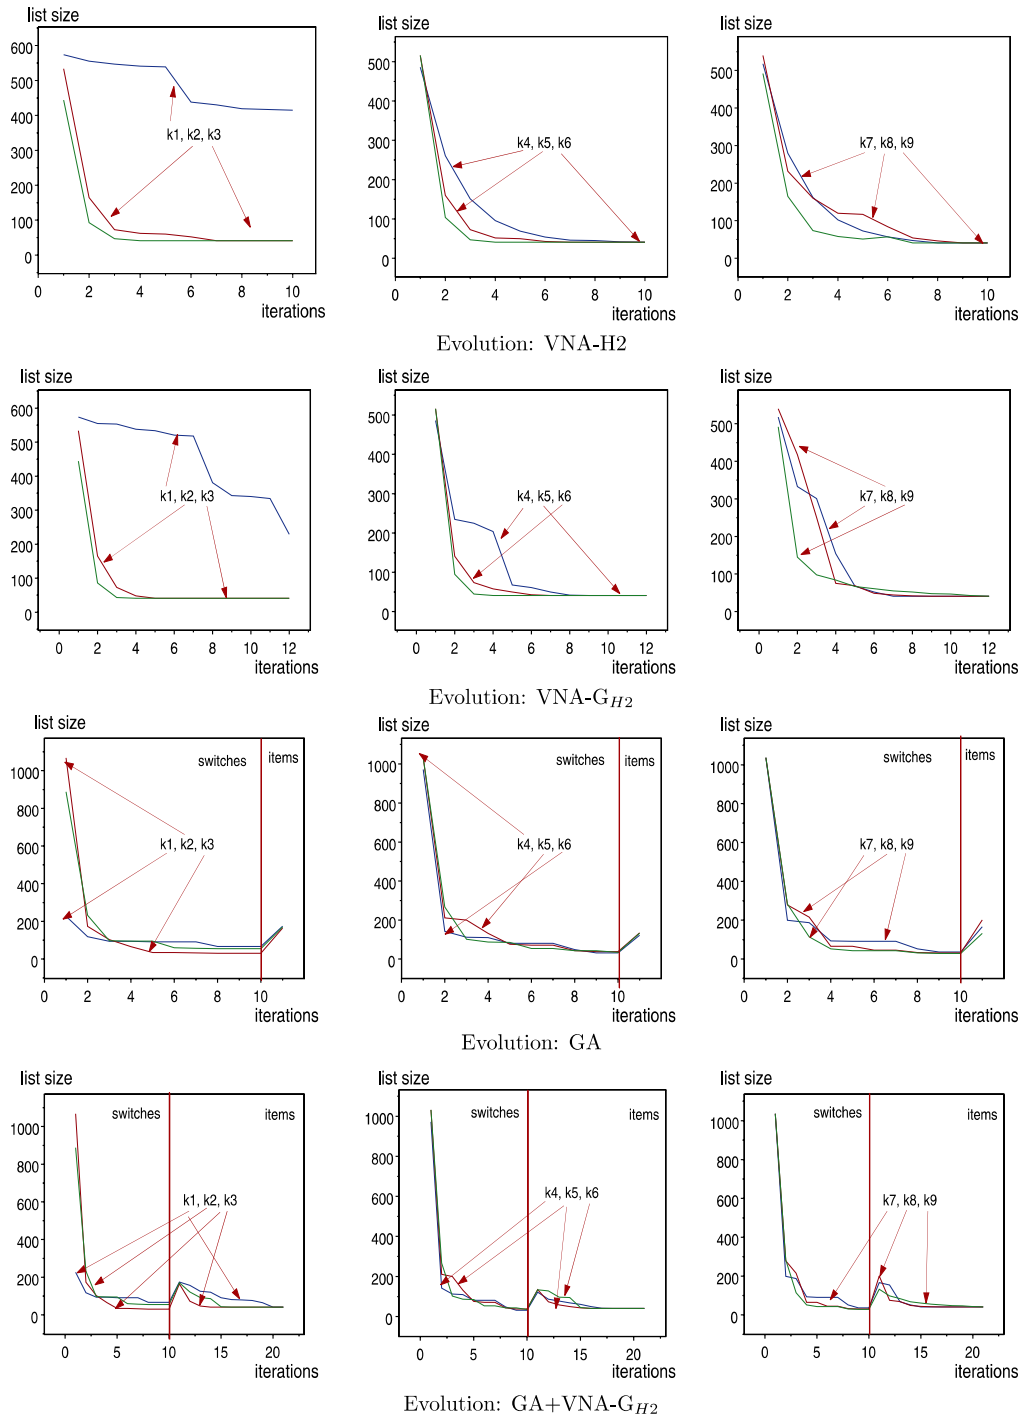 list size
list size
list size
600
500
400
300
200
100
0
k1, k2, k3
0 2 4 6 8 10
iterations
500
400
300
200
100
0
k4, k5, k6
0 2 4 6 8 10
iterations
500
400
300
200
100
0
k7, k8, k9
0 2 4 6 8 10
iterations
Evolution: VNA-H2
list size
list size
list size
600
500
400
300
200
100
0
k1, k2, k3
0 2 4 6 8 10 12
iterations
500
400
300
200
100
0
k4, k5, k6
0 2 4 6 8 10 12
iterations
500
400
300
200
100
0
k7, k8, k9
0 2 4 6 8 10 12
iterations
Evolution: VNA-G_{H2}
list size
list size
list size
switches items
1000
800
600
400
200
0
k1, k2, k3
0 2 4 6 8 10
iterations
switches items
1000
800
600
400
200
0
k4, k5, k6
0 2 4 6 8 10
iterations
switches items
1000
800
600
400
200
0
k7, k8, k9
0 2 4 6 8 10
iterations
Evolution: GA
list size
list size
list size
switches items
1000
800
600
400
200
0
k1, k2, k3
0 5 10 15 20
iterations
switches items
1000
800
600
400
200
0
k4, k5, k6
0 5 10 15 20
iterations
switches items
1000
800
600
400
200
0
k7, k8, k9
0 5 10 15 20
iterations
Evolution: GA+VNA-G_{H2}